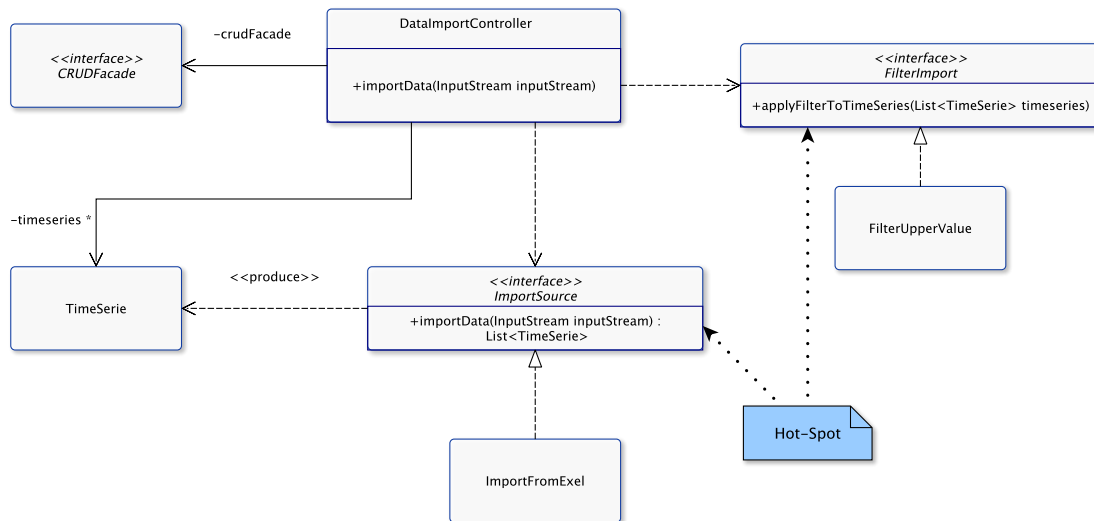 DataImportController
+importData(InputStream inputStream)
-crudFacade
<<interface>>
CRUDFacade
<<interface>>
FilterImport
+applyFilterToTimeSeries(List<TimeSerie> timeseries)
FilterUpperValue
-timeseries *
TimeSerie
<<produce>>
<<interface>>
ImportSource
+importData(InputStream inputStream) :
List<TimeSerie>
Hot-Spot
ImportFromExel